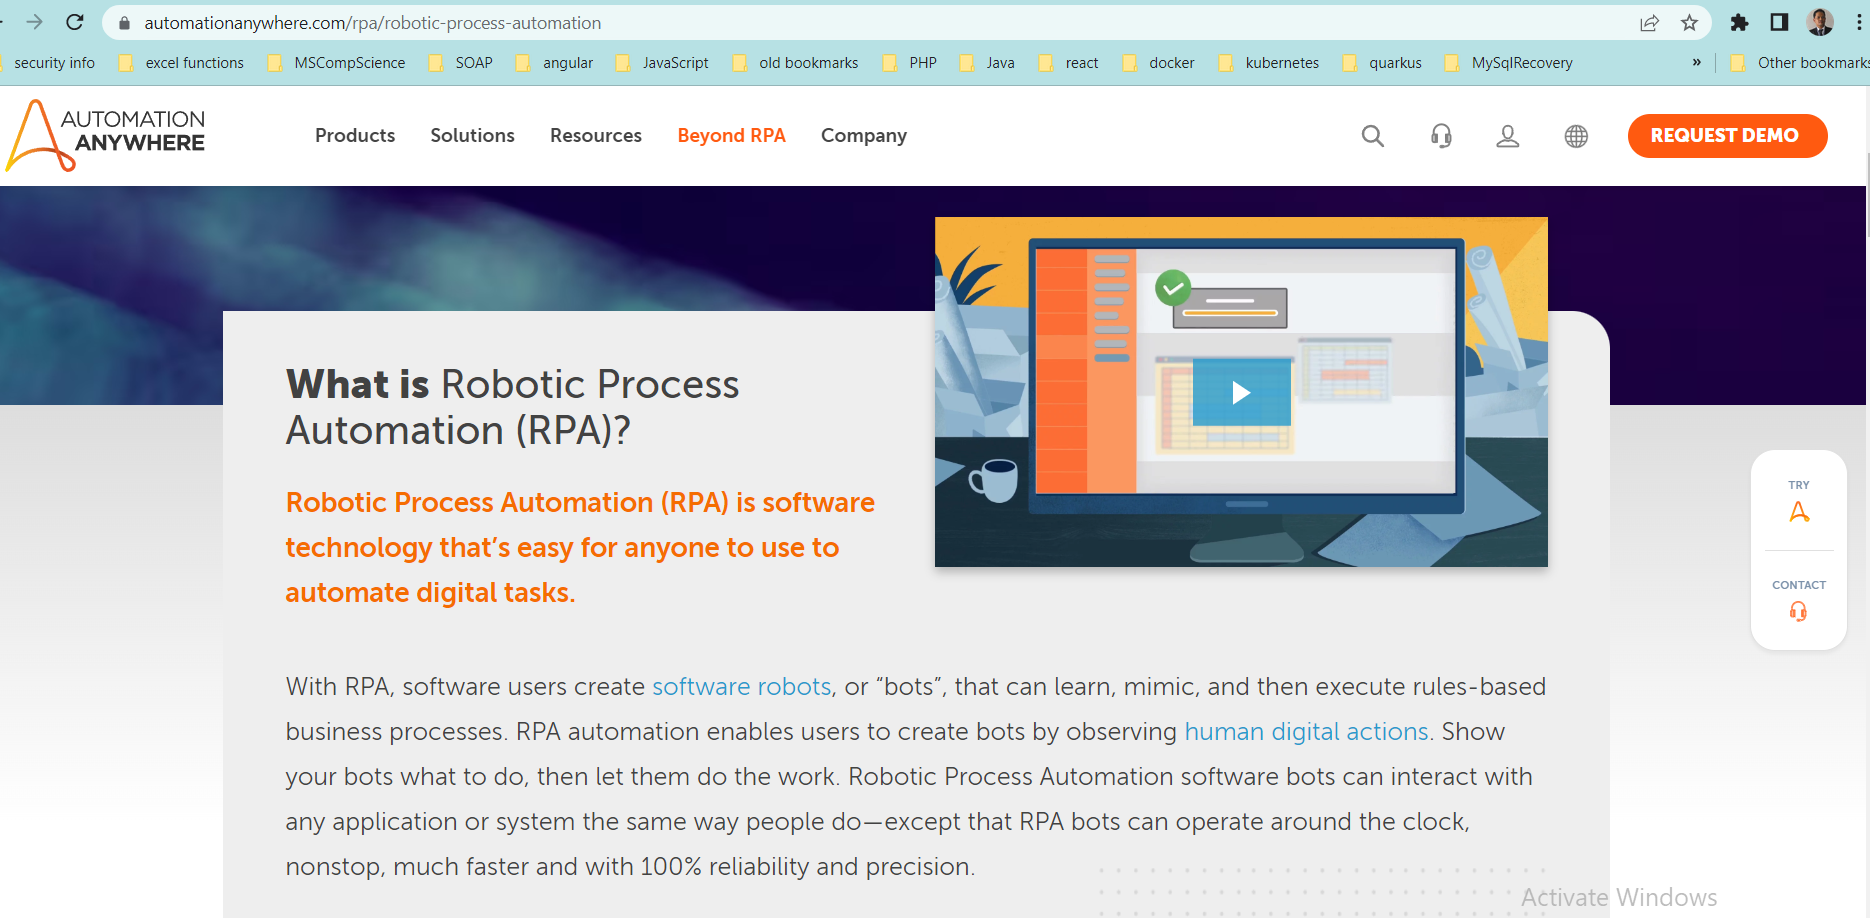 automationanywhere.com/rpa/robotic-process-automation
security info excel functions MSCompScience SOAP angular JavaScript old bookmarks PHP Java react docker kubernetes quarkus MySqlRecovery » Other bookmarks
AUTOMATION
ANYWHERE
Products Solutions Resources Beyond RPA Company
REQUEST DEMO
What is Robotic Process
Automation (RPA)?
Robotic Process Automation (RPA) is software
technology that’s easy for anyone to use to
automate digital tasks.
TRY
CONTACT
With RPA, software users create software robots, or “bots”, that can learn, mimic, and then execute rules-based
business processes. RPA automation enables users to create bots by observing human digital actions. Show
your bots what to do, then let them do the work. Robotic Process Automation software bots can interact with
any application or system the same way people do—except that RPA bots can operate around the clock,
nonstop, much faster and with 100% reliability and precision.
Activate Windows